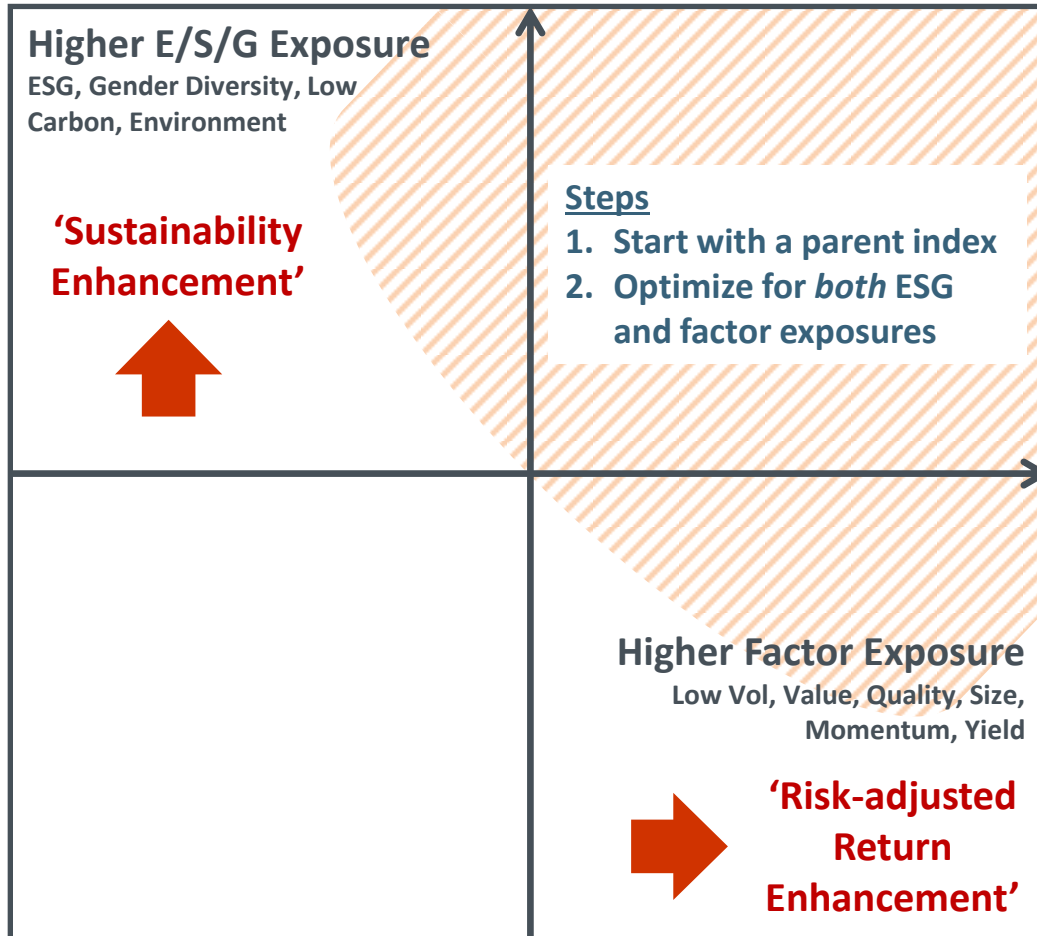 Higher E/S/G Exposure
ESG, Gender Diversity, Low
Carbon, Environment
‘Sustainability
Enhancement’
Steps
1. Start with a parent index
2. Optimize for both ESG
and factor exposures
Higher Factor Exposure
Low Vol, Value, Quality, Size,
Momentum, Yield
‘Risk-adjusted
Return
Enhancement’